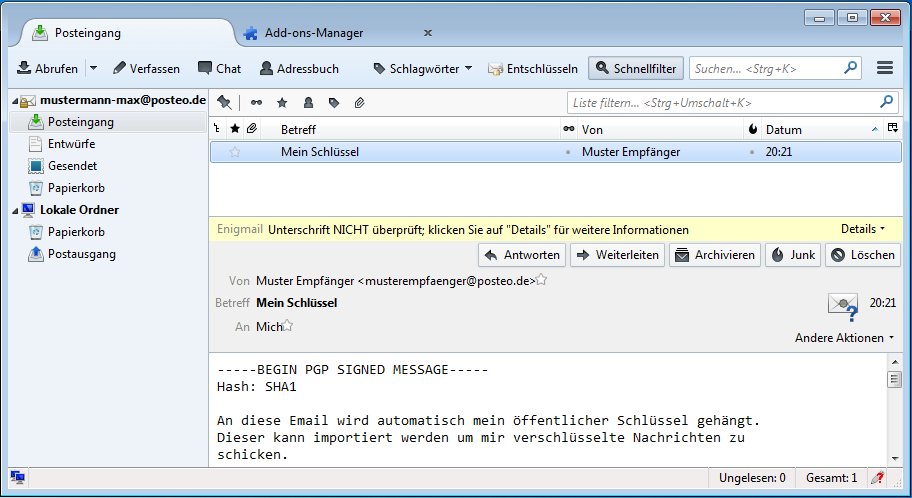 Posteingang
Add-ons-Manager
Abrufen Verfassen Chat Adressbuch Schlagwörter Entschlüsseln Schnellfilter Suchen... <Strg+K>
mustermann-max@posteo.de
Posteingang
Entwürfe
Gesendet
Papierkorb
Lokale Ordner
Papierkorb
Postausgang
Liste filtern... <Strg+Umschalt+K>
Betreff Von Datum
Mein Schlüssel Muster Empfänger 20:21
Enigmail Unterschrift NICHT überprüft; klicken Sie auf "Details" für weitere Informationen Details
Antworten Weiterleiten Archivieren Junk Löschen
Von Muster Empfänger <musterempfaenger@posteo.de>
Betreff Mein Schlüssel 20:21
An Mich
Andere Aktionen
-----BEGIN PGP SIGNED MESSAGE-----
Hash: SHA1
An diese Email wird automatisch mein öffentlicher Schlüssel gehängt.
Dieser kann importiert werden um mir verschlüsselte Nachrichten zu
schicken.
Ungelesen: 0 Gesamt: 1